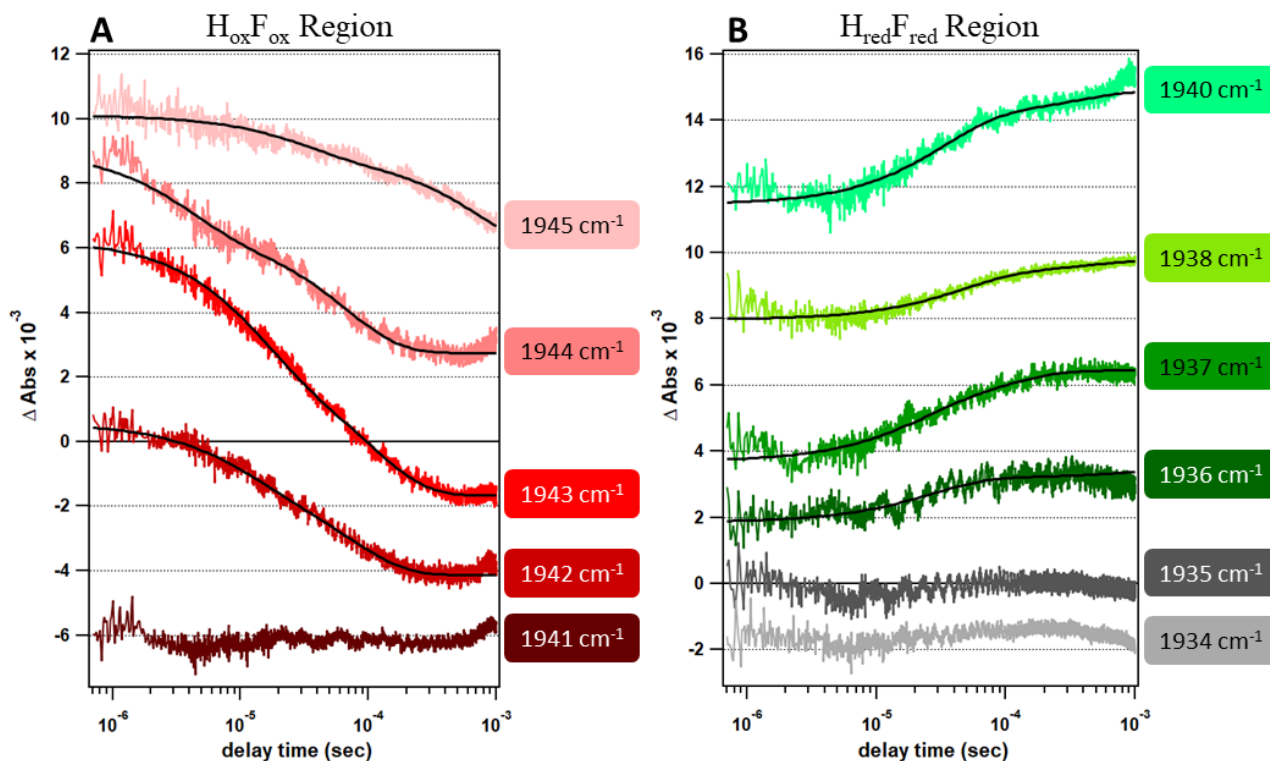 A
H_ox F_ox Region
12
10
8
6
4
2
0
-2
-4
-6
Δ Abs x 10⁻³
10⁻⁶
10⁻⁵
10⁻⁴
10⁻³
delay time (sec)
1945 cm⁻¹
1944 cm⁻¹
1943 cm⁻¹
1942 cm⁻¹
1941 cm⁻¹
B
H_red F_red Region
16
14
12
10
8
6
4
2
0
-2
Δ Abs x 10⁻³
10⁻⁶
10⁻⁵
10⁻⁴
10⁻³
delay time (sec)
1940 cm⁻¹
1938 cm⁻¹
1937 cm⁻¹
1936 cm⁻¹
1935 cm⁻¹
1934 cm⁻¹